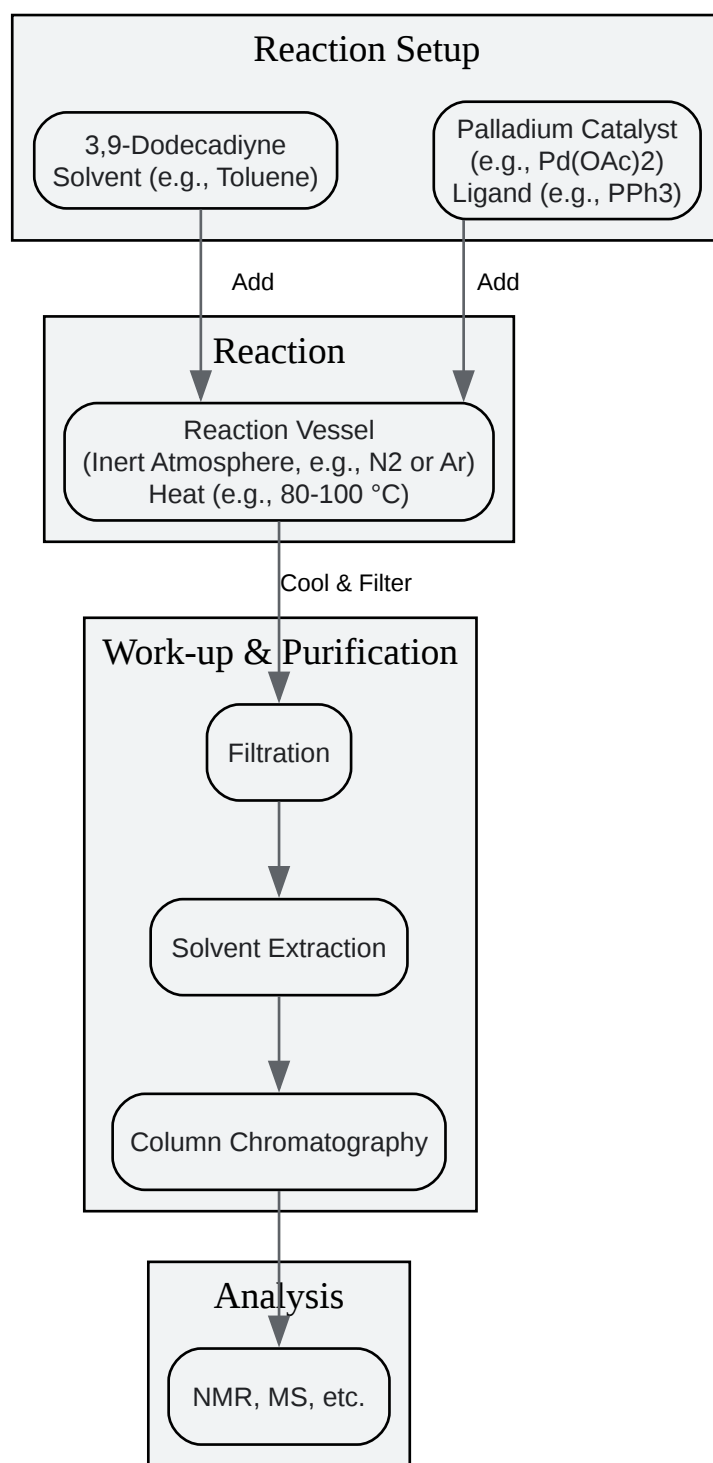 Reaction Setup
3,9-Dodecadiyne
Solvent (e.g., Toluene)
Palladium Catalyst
(e.g., Pd(OAc)2)
Ligand (e.g., PPh3)
Add
Add
Reaction
Reaction Vessel
(Inert Atmosphere, e.g., N2 or Ar)
Heat (e.g., 80-100 °C)
Cool & Filter
Work-up & Purification
Filtration
Solvent Extraction
Column Chromatography
Analysis
NMR, MS, etc.